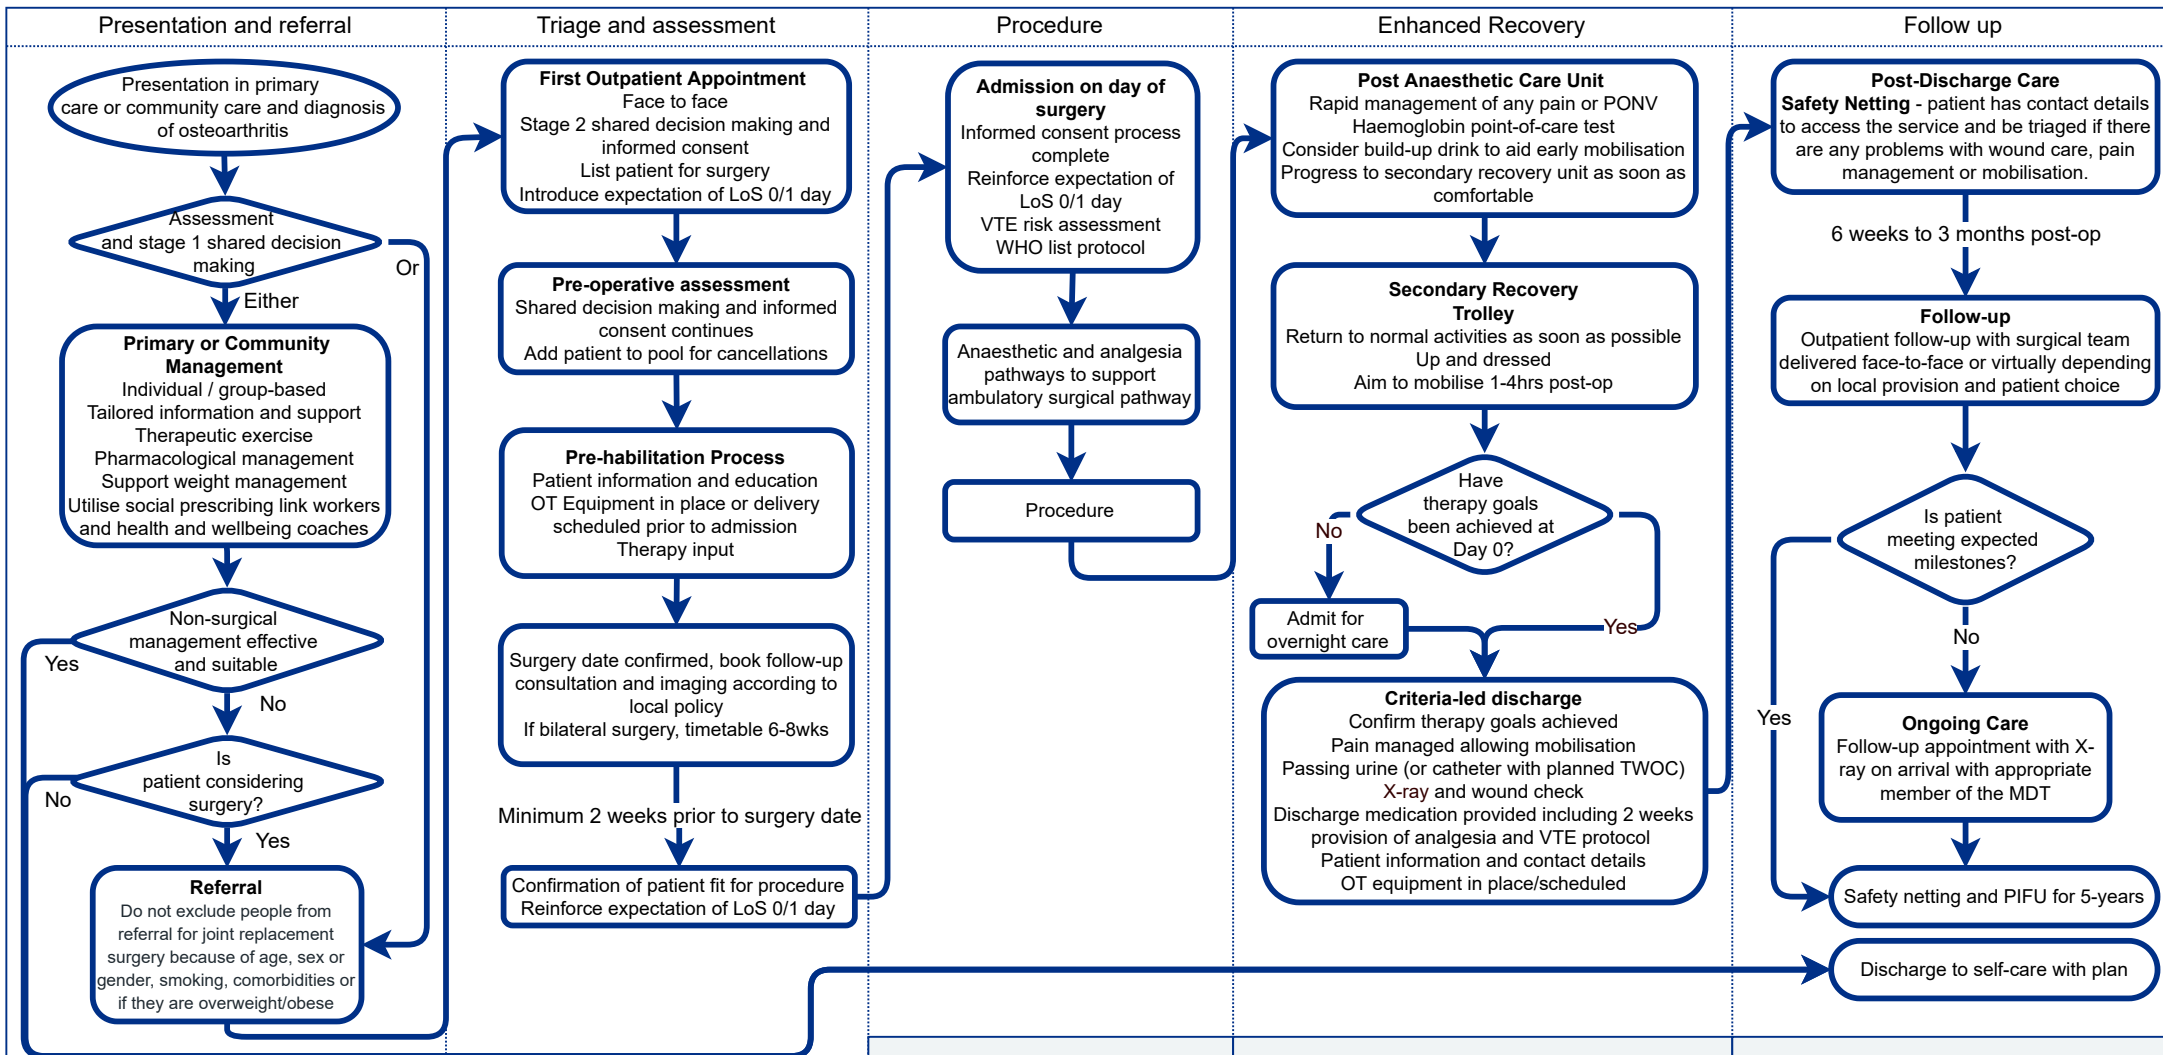 Presentation and referral
Presentation in primary
care or community care and diagnosis
of osteoarthritis
Assessment
and stage 1 shared decision
making
Or
Either
Primary or Community
Management
Individual / group-based
Tailored information and support
Therapeutic exercise
Pharmacological management
Support weight management
Utilise social prescribing link workers
and health and wellbeing coaches
Non-surgical
management effective
and suitable
Yes
No
Is
patient considering
surgery?
No
Yes
Referral
Do not exclude people from
referral for joint replacement
surgery because of age, sex or
gender, smoking, comorbidities or
if they are overweight/obese
Triage and assessment
First Outpatient Appointment
Face to face
Stage 2 shared decision making and
informed consent
List patient for surgery
Introduce expectation of LoS 0/1 day
Pre-operative assessment
Shared decision making and informed
consent continues
Add patient to pool for cancellations
Pre-habilitation Process
Patient information and education
OT Equipment in place or delivery
scheduled prior to admission
Therapy input
Surgery date confirmed, book follow-up
consultation and imaging according to
local policy
If bilateral surgery, timetable 6-8wks
Minimum 2 weeks prior to surgery date
Confirmation of patient fit for procedure
Reinforce expectation of LoS 0/1 day
Procedure
Admission on day of
surgery
Informed consent process
complete
Reinforce expectation of
LoS 0/1 day
VTE risk assessment
WHO list protocol
Anaesthetic and analgesia
pathways to support
ambulatory surgical pathway
Procedure
Enhanced Recovery
Post Anaesthetic Care Unit
Rapid management of any pain or PONV
Haemoglobin point-of-care test
Consider build-up drink to aid early mobilisation
Progress to secondary recovery unit as soon as
comfortable
Secondary Recovery
Trolley
Return to normal activities as soon as possible
Up and dressed
Aim to mobilise 1-4hrs post-op
Have
therapy goals
been achieved at
Day 0?
No
Admit for
overnight care
Yes
Criteria-led discharge
Confirm therapy goals achieved
Pain managed allowing mobilisation
Passing urine (or catheter with planned TWOC)
X-ray and wound check
Discharge medication provided including 2 weeks
provision of analgesia and VTE protocol
Patient information and contact details
OT equipment in place/scheduled
Follow up
Post-Discharge Care
Safety Netting - patient has contact details
to access the service and be triaged if there
are any problems with wound care, pain
management or mobilisation.
6 weeks to 3 months post-op
Follow-up
Outpatient follow-up with surgical team
delivered face-to-face or virtually depending
on local provision and patient choice
Is patient
meeting expected
milestones?
No
Yes
Ongoing Care
Follow-up appointment with X-
ray on arrival with appropriate
member of the MDT
Safety netting and PIFU for 5-years
Discharge to self-care with plan